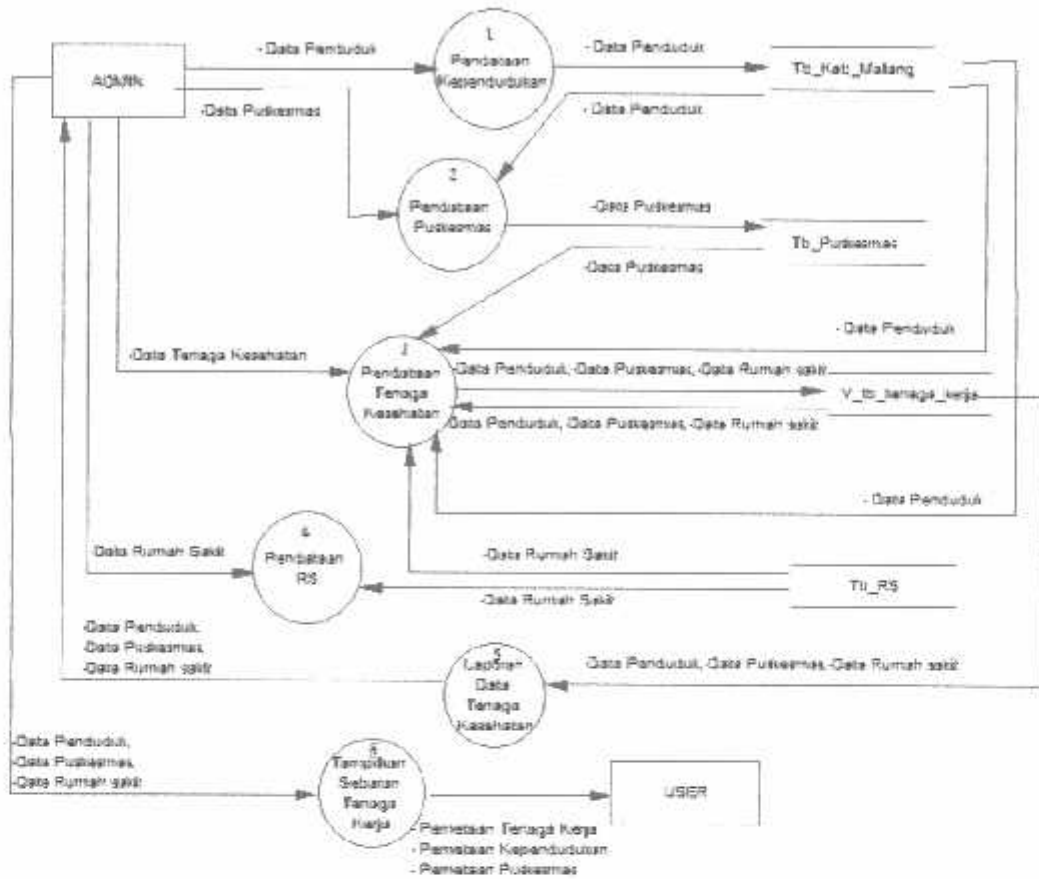 ADMIN
- Data Penduduk
1
Pendataan
Kependudukan
- Data Penduduk
Tb_Kab_Malang
- Data Puskesmas
- Data Penduduk
2
Pendataan
Puskesmas
-Data Puskesmas
Tb_Puskesmas
-Data Puskesmas
- Data Penduduk
-Data Tenaga Kesehatan
3
Pendataan
Tenaga
Kesehatan
-Data Penduduk, -Data Puskesmas, -Data Rumah sakit
V_tb_tenaga_kerja
-Data Penduduk, -Data Puskesmas, -Data Rumah sakit
- Data Penduduk
4
Pendataan
RS
-Data Rumah Sakit
-Data Rumah Sakit
Tb_RS
-Data Rumah Sakit
-Data Penduduk,
-Data Puskesmas,
-Data Rumah sakit
5
Laporan
Data
Tenaga
Kesehatan
-Data Penduduk, -Data Puskesmas, -Data Rumah sakit
-Data Penduduk,
-Data Puskesmas,
-Data Rumah sakit
6
Tampilkan
Sebaran
Tenaga
Kerja
USER
- Pemetaan Tenaga Kerja
- Pemetaan Kependudukan
- Pemetaan Puskesmas